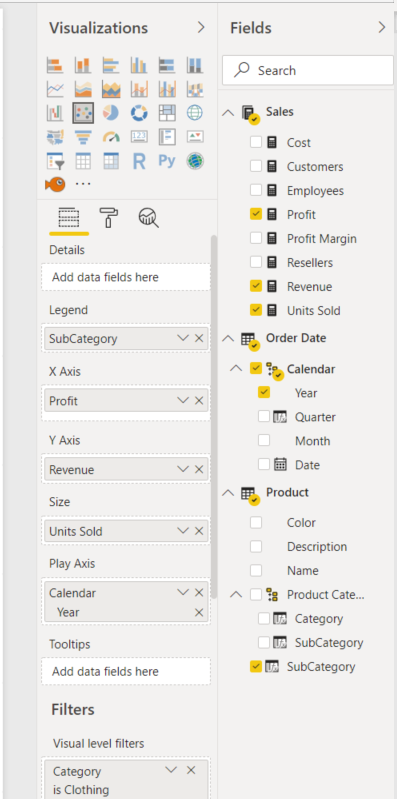 Visualizations
R
Py
123
...
Details
Add data fields here
Legend
SubCategory
X Axis
Profit
Y Axis
Revenue
Size
Units Sold
Play Axis
Calendar
Year
Tooltips
Add data fields here
Filters
Visual level filters
Category
is Clothing
Fields
Search
Sales
Cost
Customers
Employees
Profit
Profit Margin
Resellers
Revenue
Units Sold
Order Date
Calendar
Year
Quarter
Month
Date
Product
Color
Description
Name
Product Cate...
Category
SubCategory
SubCategory